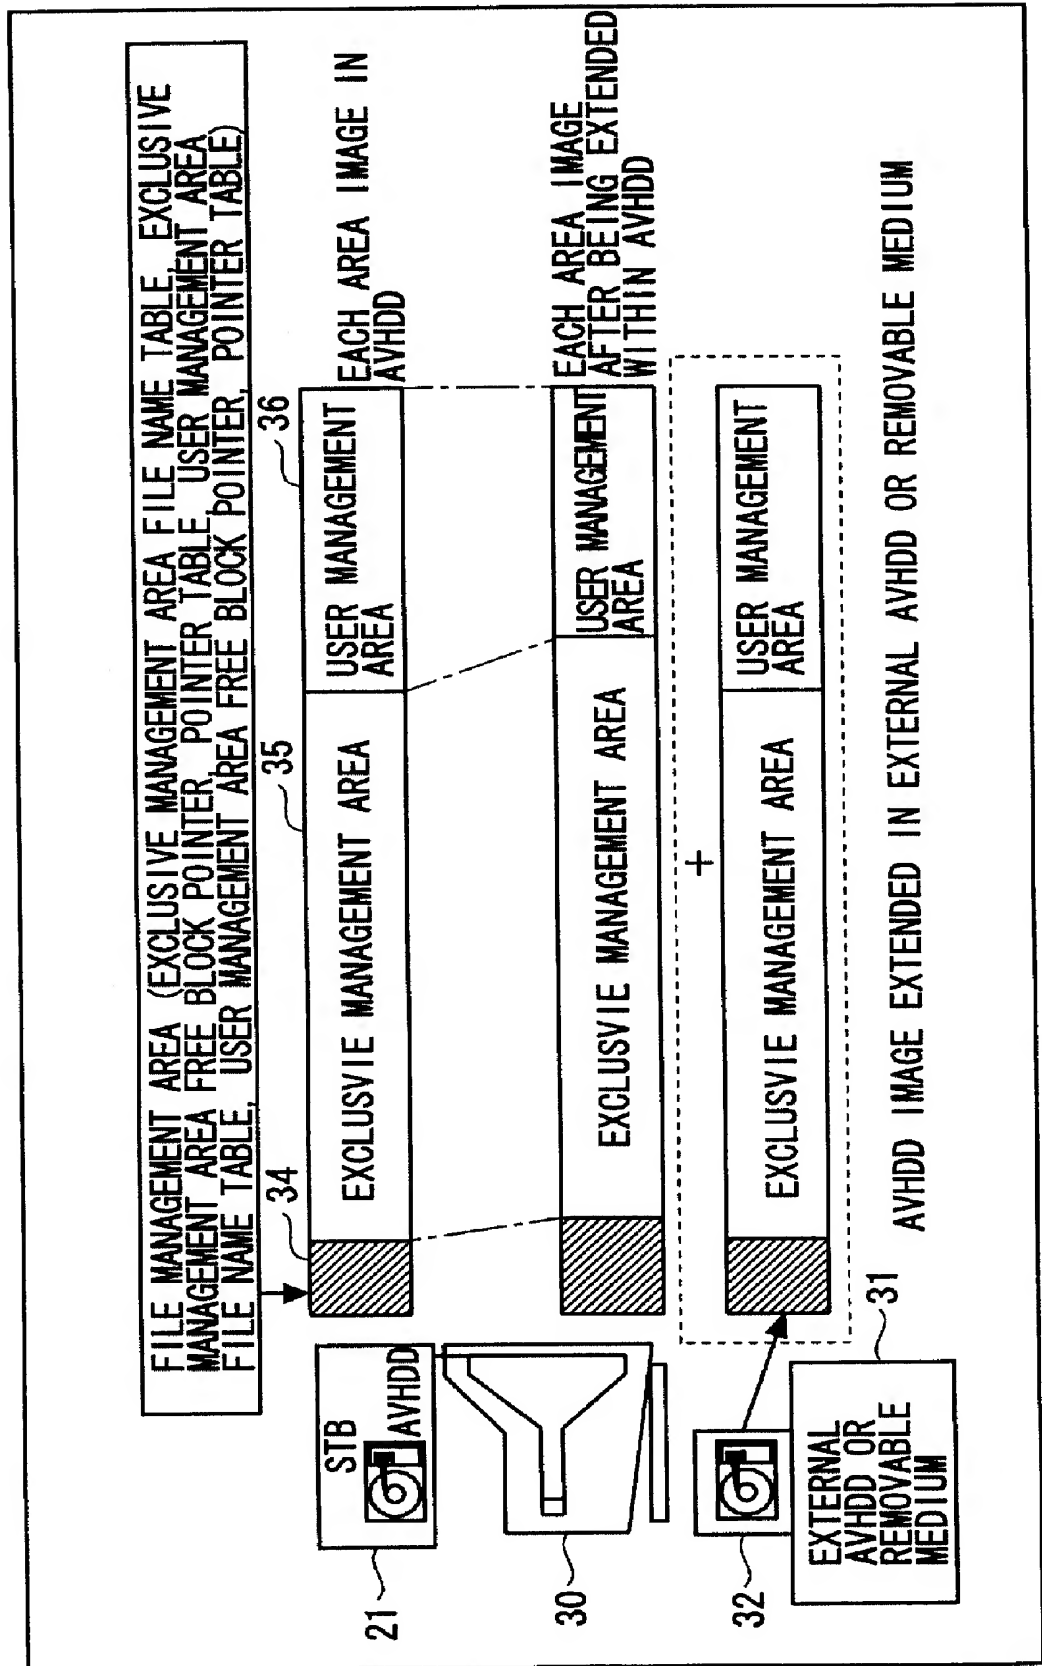 FILE MANAGEMENT AREA (EXCLUSIVE MANAGEMENT AREA FILE NAME TABLE, EXCLUSIVE
MANAGEMENT AREA FREE BLOCK POINTER, POINTER TABLE, USER MANAGEMENT AREA
FILE NAME TABLE, USER MANAGEMENT AREA FREE BLOCK POINTER, POINTER TABLE)
34
35
36
21
STB
AVHDD
EXCLUSVIE MANAGEMENT AREA
USER MANAGEMENT
AREA
EACH AREA IMAGE IN
AVHDD
30
EXCLUSVIE MANAGEMENT AREA
USER MANAGEMENT
AREA
EACH AREA IMAGE
AFTER BEING EXTENDED
WITHIN AVHDD
+
32
EXCLUSVIE MANAGEMENT AREA
USER MANAGEMENT
AREA
EXTERNAL
AVHDD OR
REMOVABLE
MEDIUM
31
AVHDD IMAGE EXTENDED IN EXTERNAL AVHDD OR REMOVABLE MEDIUM